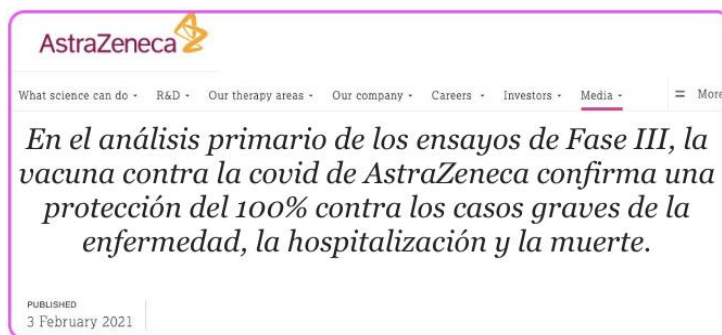 AstraZeneca
What science can do R&D Our therapy areas Our company Careers Investors Media More
En el análisis primario de los ensayos de Fase III, la
vacuna contra la covid de AstraZeneca confirma una
protección del 100% contra los casos graves de la
enfermedad, la hospitalización y la muerte.
PUBLISHED
3 February 2021